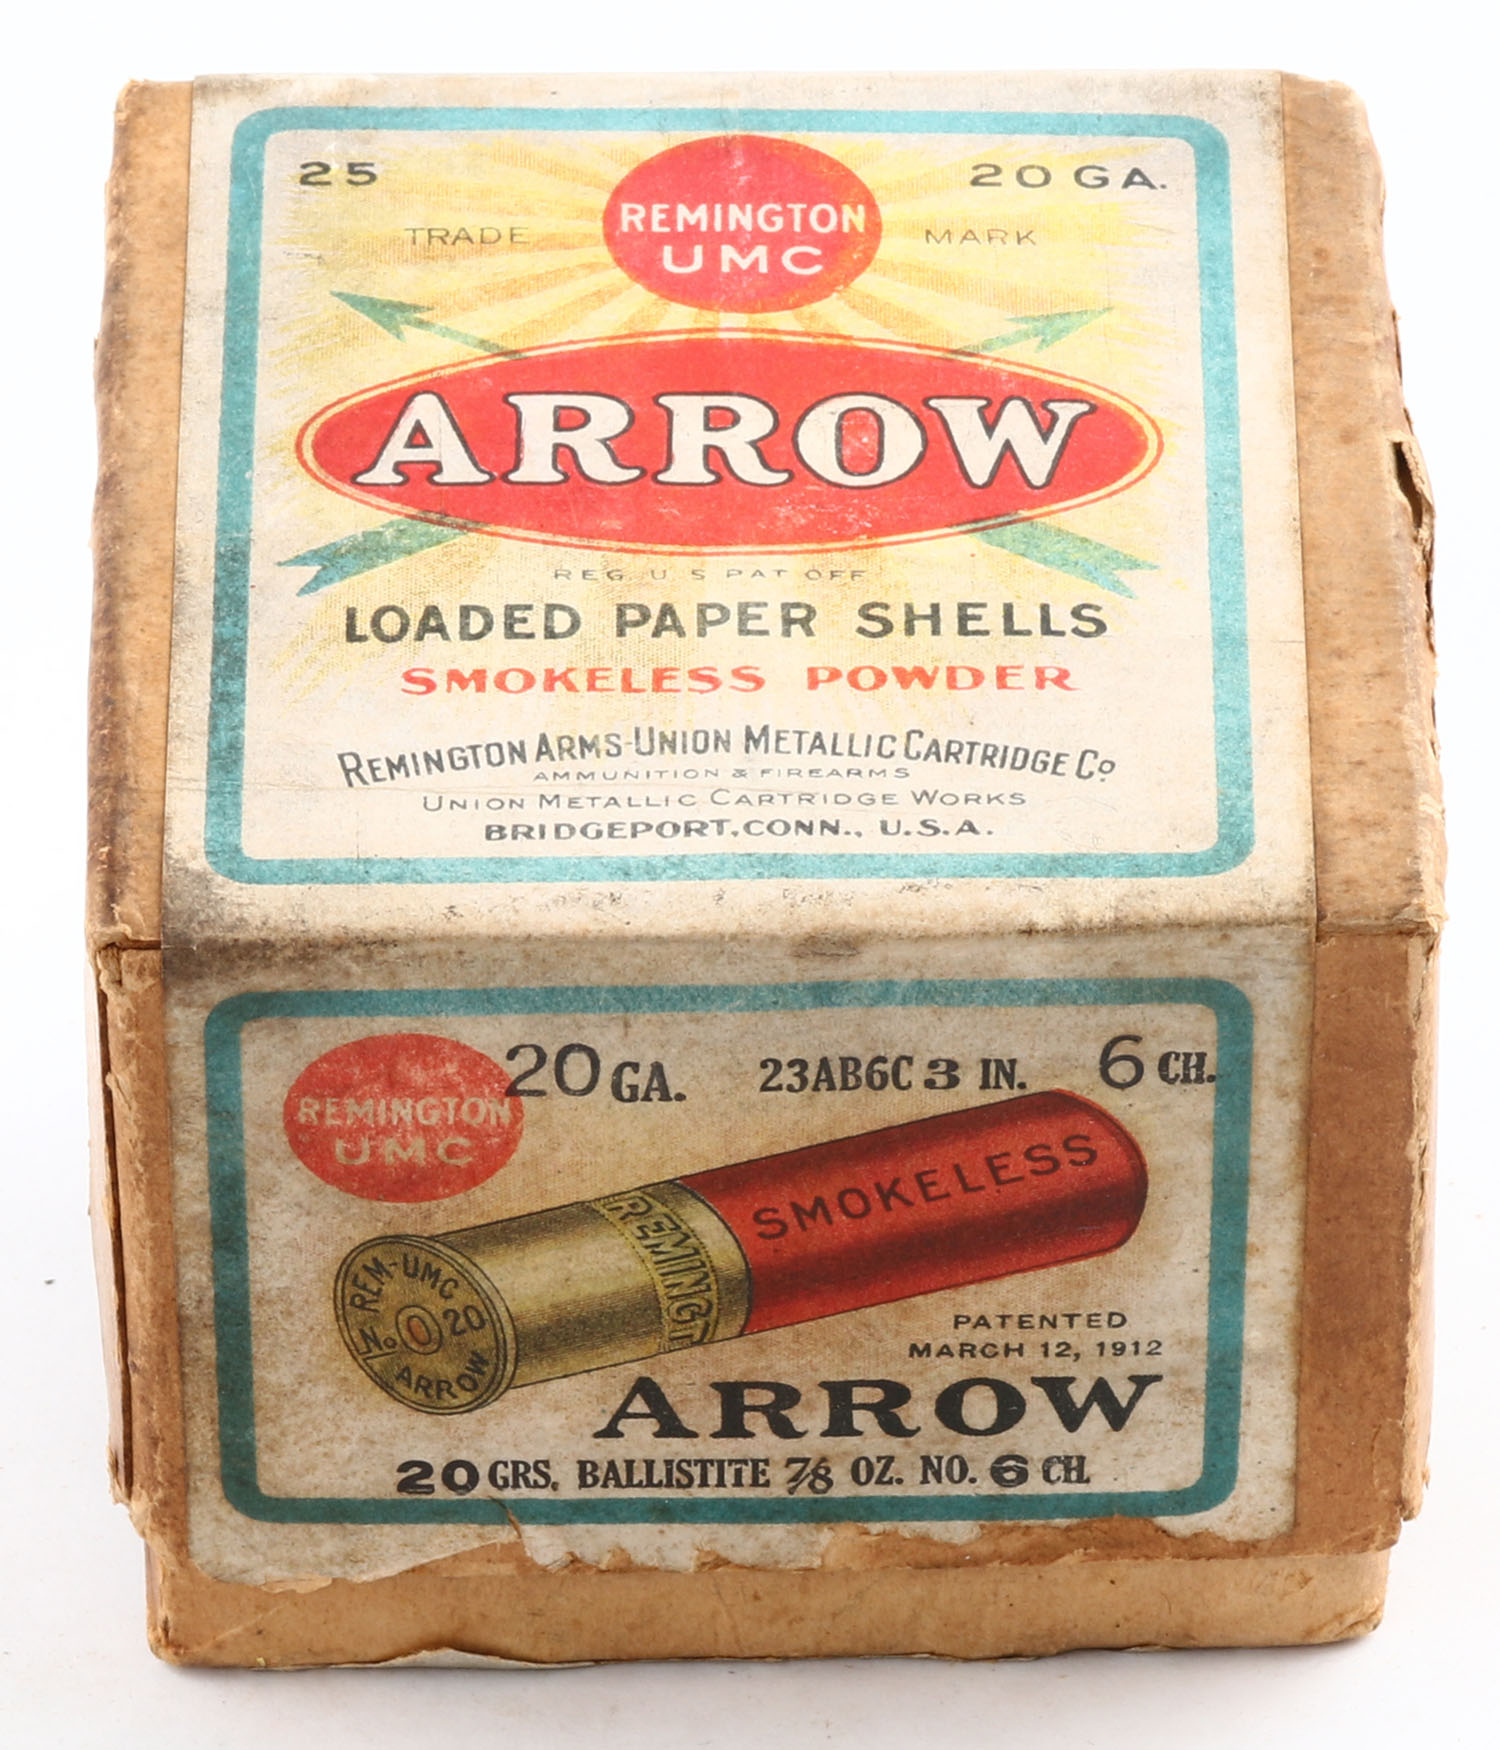 25
20 GA.
REMINGTON
UMC
TRADE
MARK
ARROW
REG. U S PAT OFF
LOADED PAPER SHELLS
SMOKELESS POWDER
REMINGTON ARMS-UNION METALLIC CARTRIDGE Co.
AMMUNITION & FIREARMS
UNION METALLIC CARTRIDGE WORKS
BRIDGEPORT, CONN., U.S.A.
REMINGTON
UMC
20 GA.
23AB6C 3 IN.
6 CH.
SMOKELESS
REMINGT
REM-UMC
No 20
ARROW
PATENTED
MARCH 12, 1912
ARROW
20 GRS. BALLISTITE 7/8 OZ. NO. 6 CH.